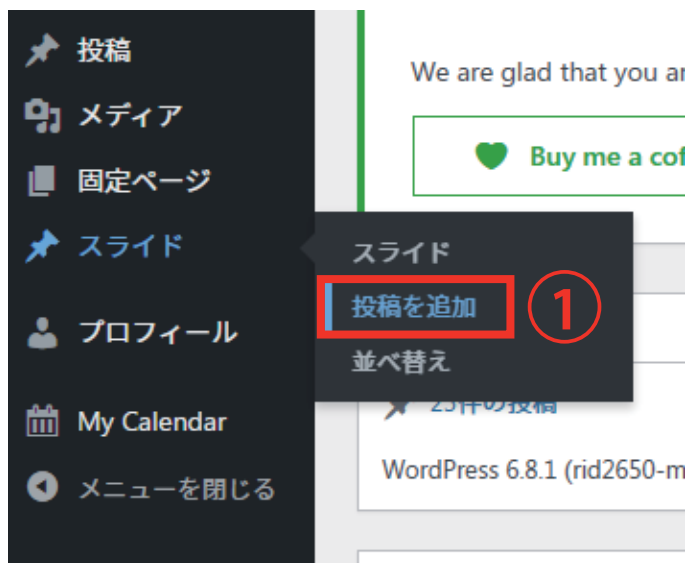 投稿
メディア
固定ページ
スライド
プロフィール
My Calendar
メニューを閉じる
スライド
投稿を追加
①
並べ替え
We are glad that you ar
Buy me a cof
25件の投稿
WordPress 6.8.1 (rid2650-m